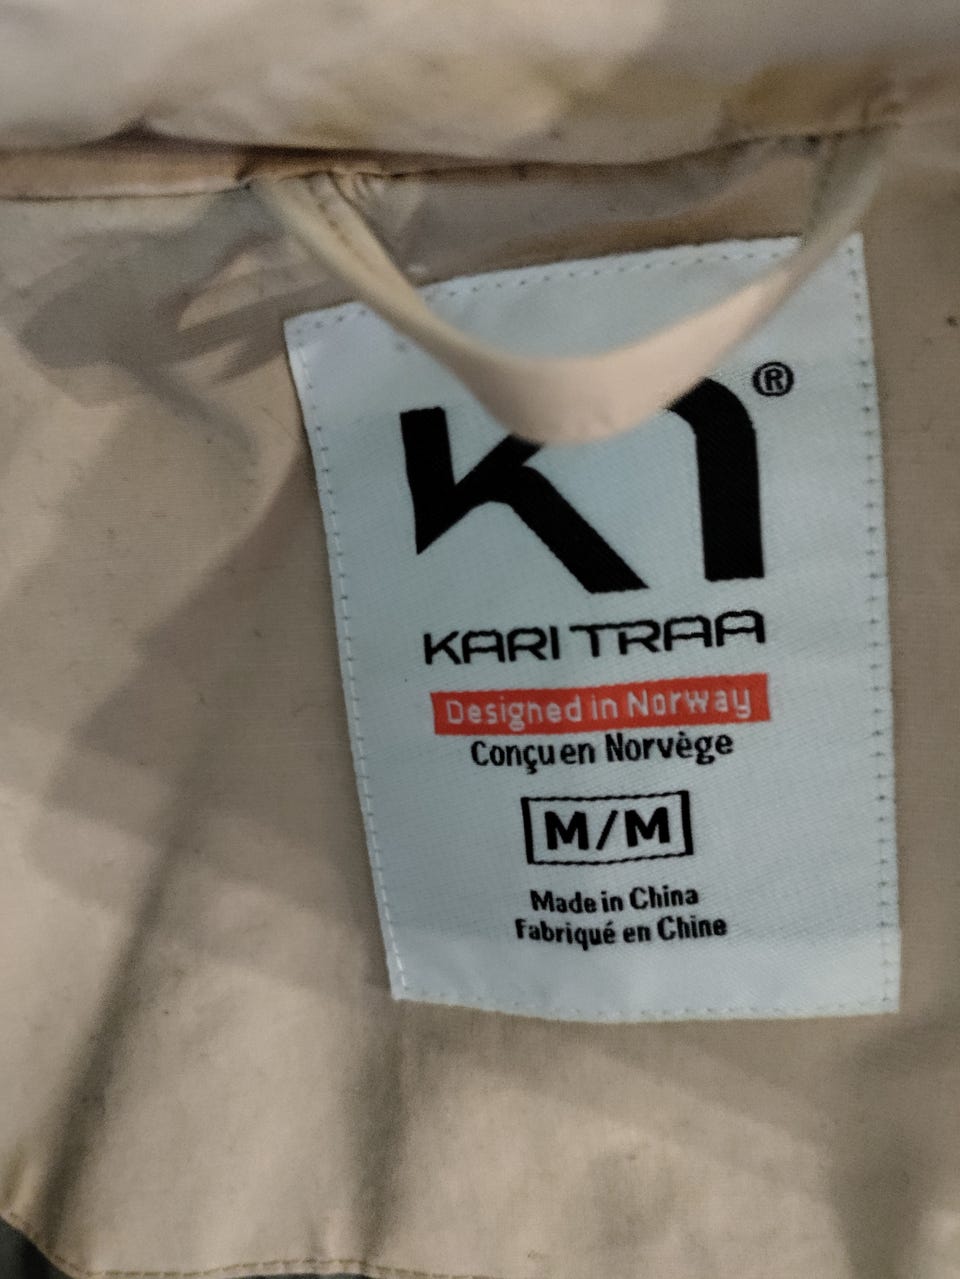 ®
KARI TRAA
Designed in Norway
Conçu en Norvège
M/M
Made in China
Fabriqué en Chine